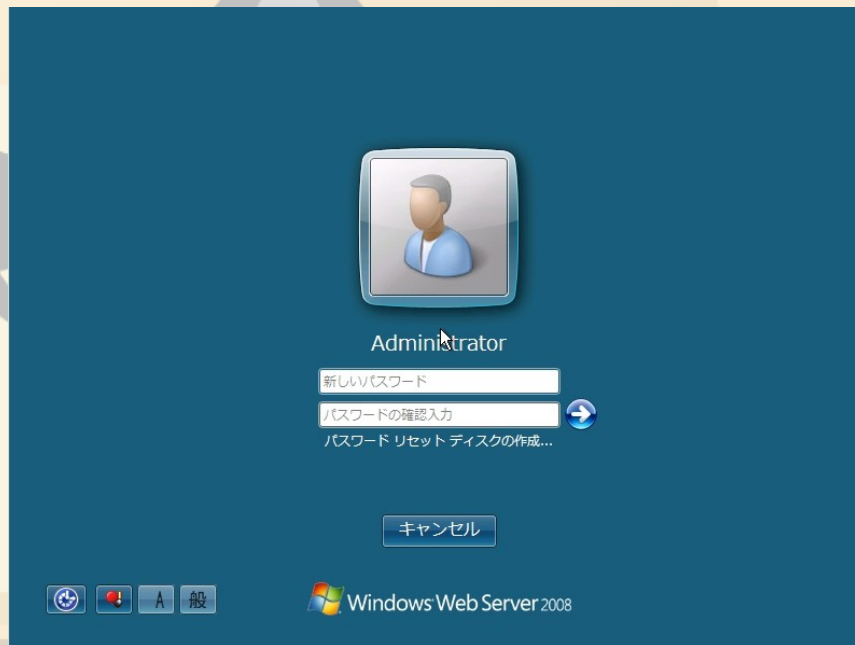 Administrator
新しいパスワード
パスワードの確認入力
パスワード リセット ディスクの作成...
キャンセル
A 般
Windows Web Server 2008